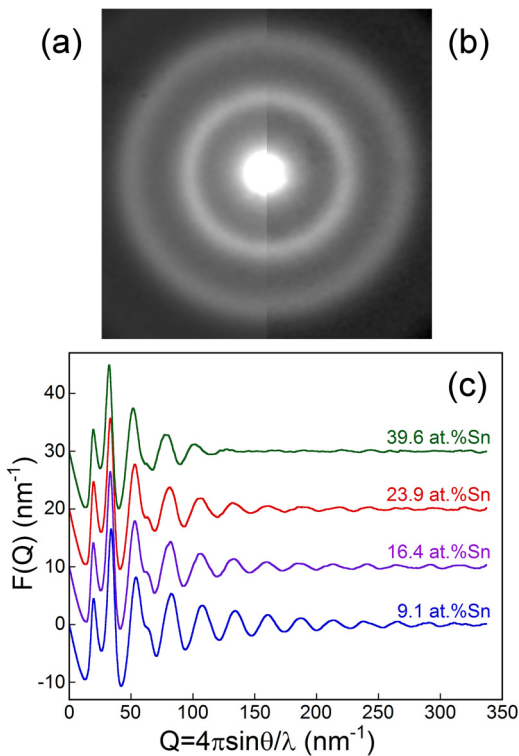 (a)
(b)
(c)
40
30
20
10
0
-10
F(Q) (nm⁻¹)
39.6 at.%Sn
23.9 at.%Sn
16.4 at.%Sn
9.1 at.%Sn
0
50
100
150
200
250
300
350
Q=4πsinθ/λ (nm⁻¹)